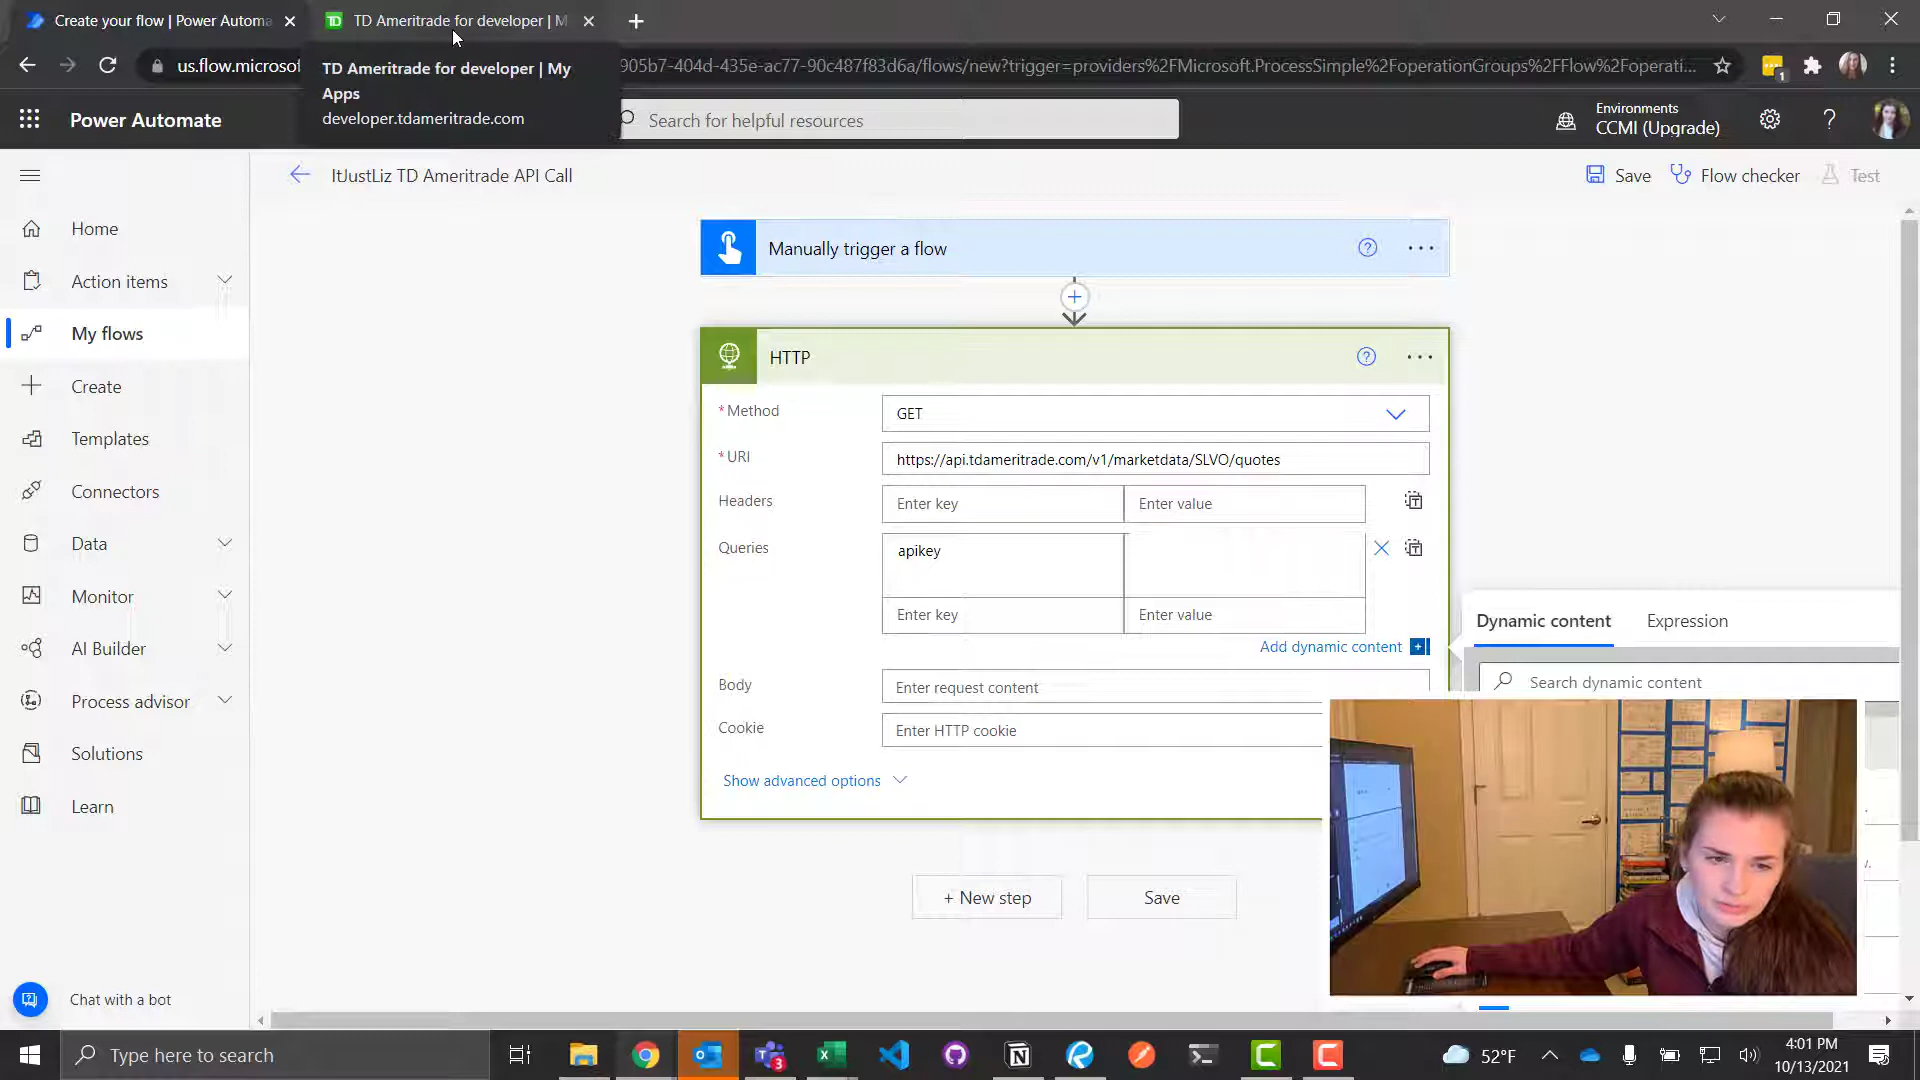 Create your flow | Power Automa
TD Ameritrade for developer | M
us.flow.microsof
905b7-404d-435e-ac77-90c487f83d6a/flows/new?trigger=providers%2FMicrosoft.ProcessSimple%2FoperationGroups%2FFlow%2Foperati...
1
TD Ameritrade for developer | My
Apps
developer.tdameritrade.com
Power Automate
Search for helpful resources
Environments
CCMI (Upgrade)
ItJustLiz TD Ameritrade API Call
Save
Flow checker
Test
Home
Action items
My flows
Create
Templates
Connectors
Data
Monitor
AI Builder
Process advisor
Solutions
Learn
Chat with a bot
Manually trigger a flow
HTTP
* Method
GET
* URI
https://api.tdameritrade.com/v1/marketdata/SLVO/quotes
Headers
Enter key
Enter value
Queries
apikey
Enter key
Enter value
Add dynamic content
Body
Enter request content
Cookie
Enter HTTP cookie
Show advanced options
+ New step
Save
Dynamic content
Expression
Search dynamic content
Type here to search
3
52°F
4:01 PM
10/13/2021